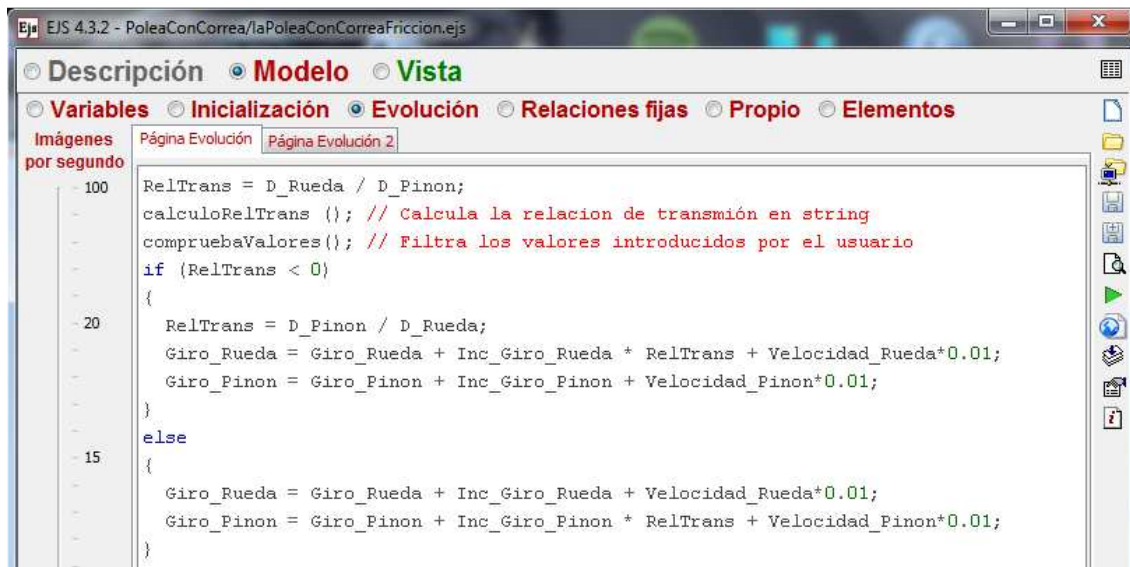 EJS 4.3.2 - PoleaConCorrea/laPoleaConCorreaFriccion.ejs
Descripción Modelo Vista
Variables Inicialización Evolución Relaciones fijas Propio Elementos
Imágenes por segundo
Página Evolución Página Evolución 2
100
20
15
RelTrans = D_Rueda / D_Pinon;
calculoRelTrans (); // Calcula la relacion de transmión en string
compruebaValores(); // Filtra los valores introducidos por el usuario
if (RelTrans < 0)
{
RelTrans = D_Pinon / D_Rueda;
Giro_Rueda = Giro_Rueda + Inc_Giro_Rueda * RelTrans + Velocidad_Rueda*0.01;
Giro_Pinon = Giro_Pinon + Inc_Giro_Pinon + Velocidad_Pinon*0.01;
}
else
{
Giro_Rueda = Giro_Rueda + Inc_Giro_Rueda + Velocidad_Rueda*0.01;
Giro_Pinon = Giro_Pinon + Inc_Giro_Pinon * RelTrans + Velocidad_Pinon*0.01;
}